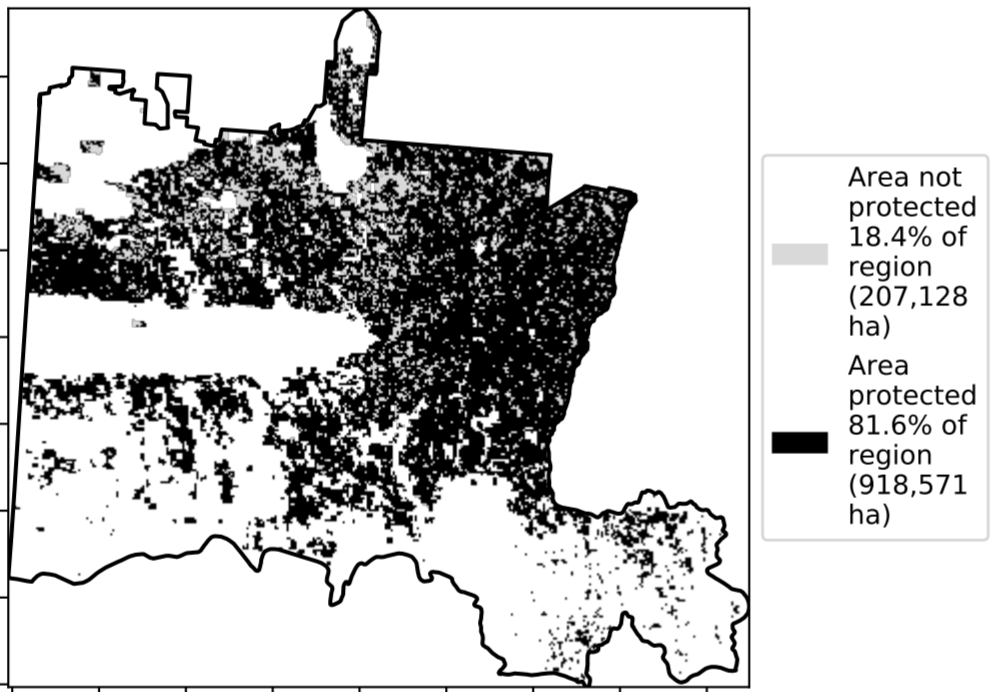 Area not
protected
18.4% of
region
(207,128
ha)
Area
protected
81.6% of
region
(918,571
ha)